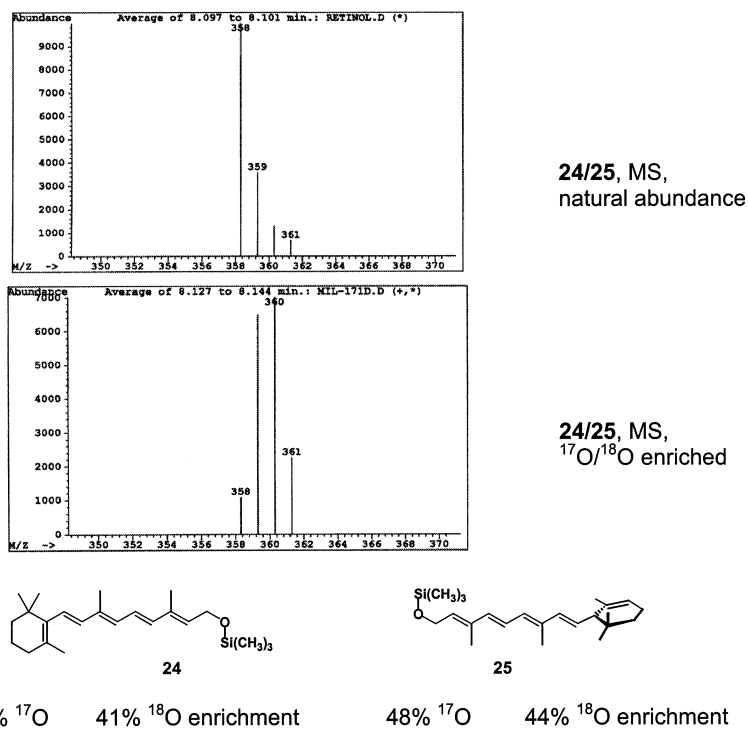 Abundance Average of 8.097 to 8.101 min.: RETINOL.D (*)
358
9000
8000
7000
6000
5000
4000
359
3000
2000
1000
361
0
M/Z -> 350 352 354 356 358 360 362 364 366 368 370
24/25, MS,
natural abundance
Abundance Average of 8.127 to 8.144 min.: MIL-171D.D (+,*)
7000
360
6000
5000
4000
3000
361
2000
358
1000
0
M/Z -> 350 352 354 356 358 360 362 364 366 368 370
24/25, MS,
¹⁷O/¹⁸O enriched
O
Si(CH₃)₃
24
Si(CH₃)₃
O
25
% ¹⁷O 41% ¹⁸O enrichment 48% ¹⁷O 44% ¹⁸O enrichment